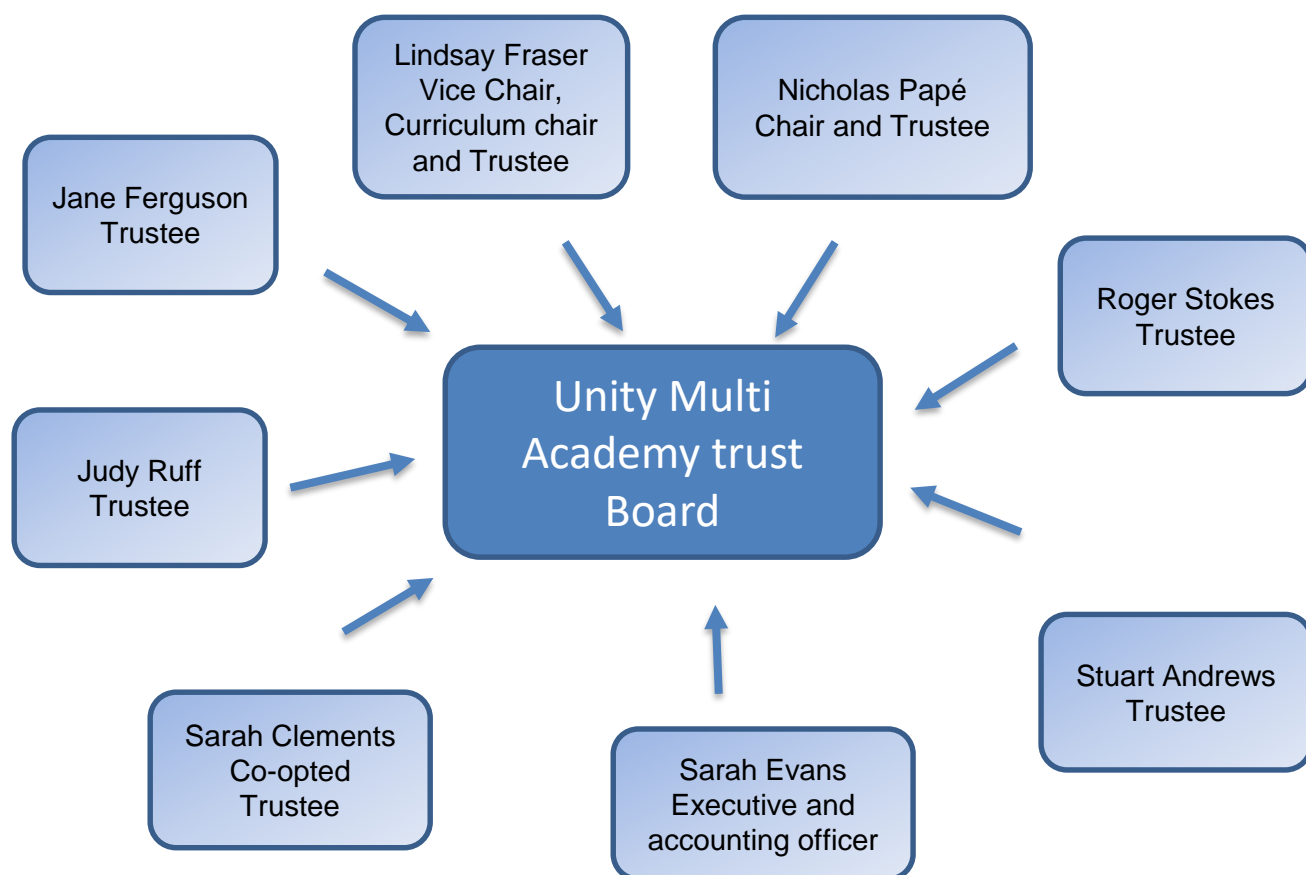 Lindsay Fraser
Vice Chair,
Curriculum chair
and Trustee
Nicholas Papé
Chair and Trustee
Jane Ferguson
Trustee
Roger Stokes
Trustee
Unity Multi
Academy trust
Board
Judy Ruff
Trustee
Stuart Andrews
Trustee
Sarah Clements
Co-opted
Trustee
Sarah Evans
Executive and
accounting officer